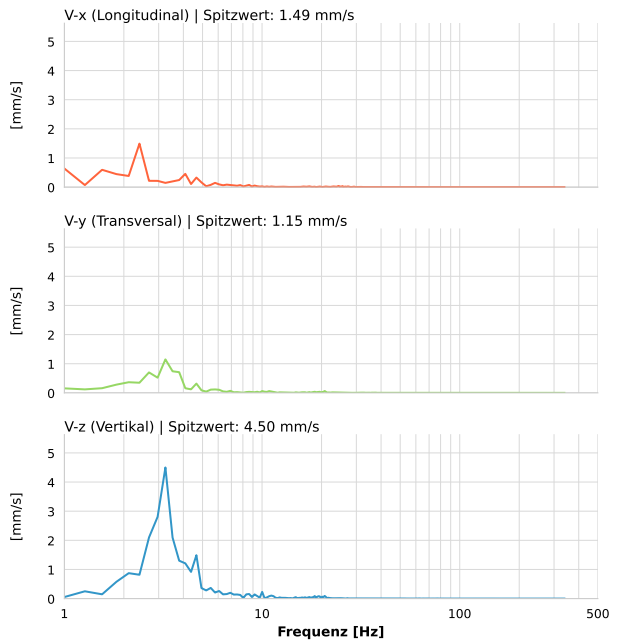 V-x (Longitudinal) | Spitzwert: 1.49 mm/s
5
4
3
2
1
0
[mm/s]
V-y (Transversal) | Spitzwert: 1.15 mm/s
5
4
3
2
1
0
[mm/s]
V-z (Vertikal) | Spitzwert: 4.50 mm/s
5
4
3
2
1
0
[mm/s]
1 10 100 500
Frequenz [Hz]